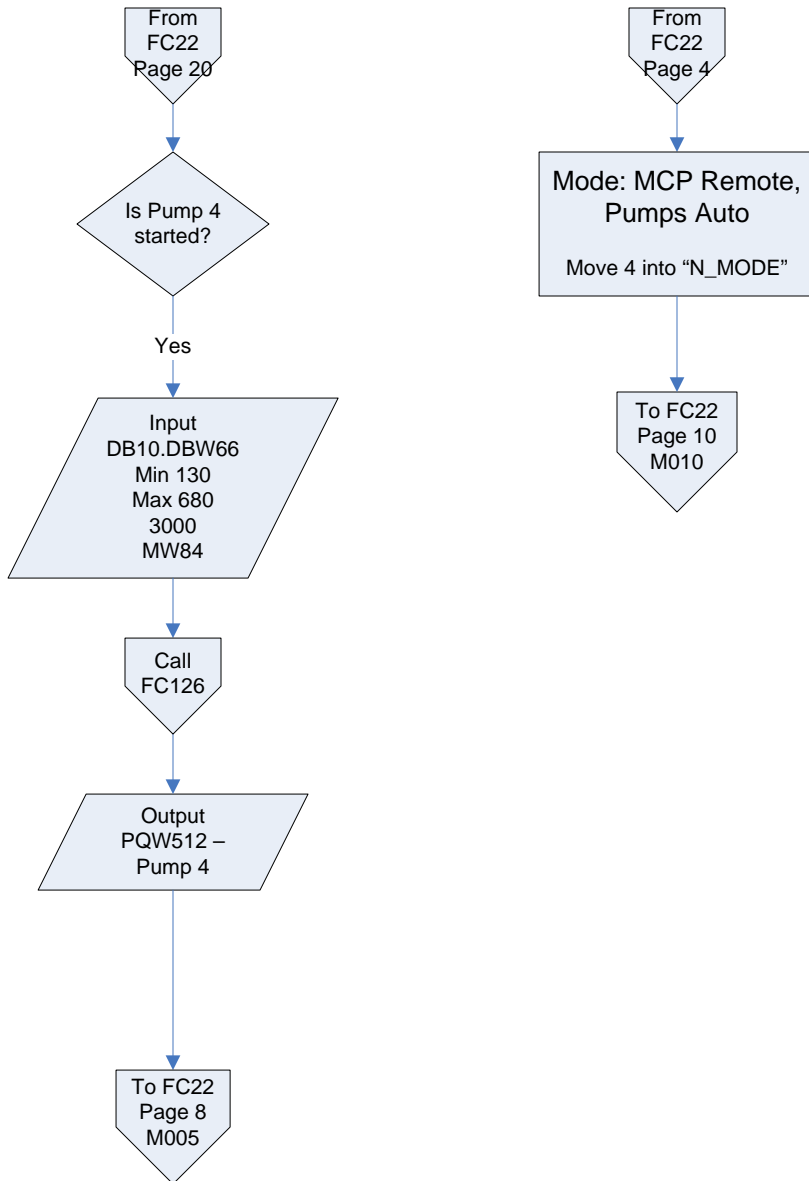 From
FC22
Page 20
Is Pump 4
started?
Yes
Input
DB10.DBW66
Min 130
Max 680
3000
MW84
Call
FC126
Output
PQW512 –
Pump 4
To FC22
Page 8
M005
From
FC22
Page 4
Mode: MCP Remote,
Pumps Auto
Move 4 into “N_MODE”
To FC22
Page 10
M010